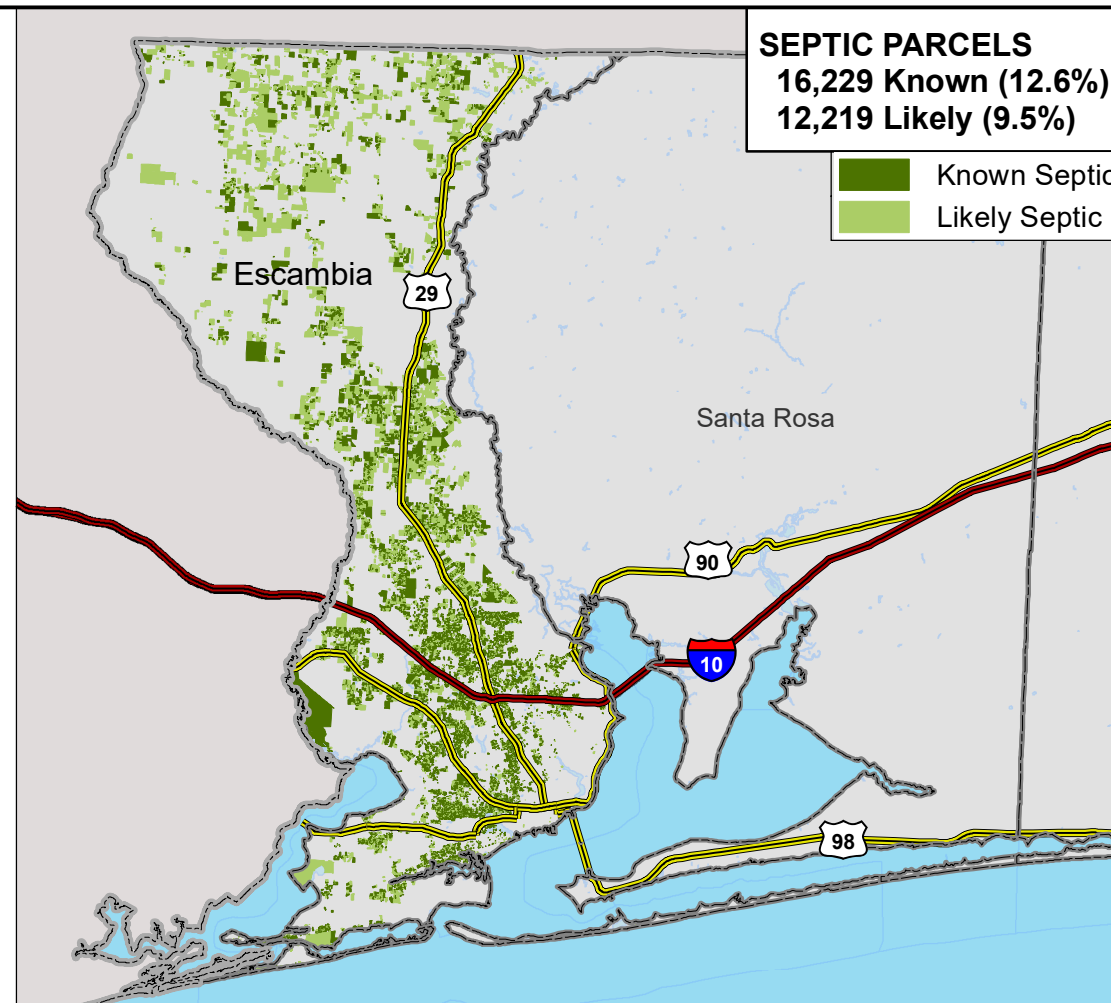 SEPTIC PARCELS
16,229 Known (12.6%)
12,219 Likely (9.5%)
Known Septic
Likely Septic
Escambia
29
Santa Rosa
90
10
98